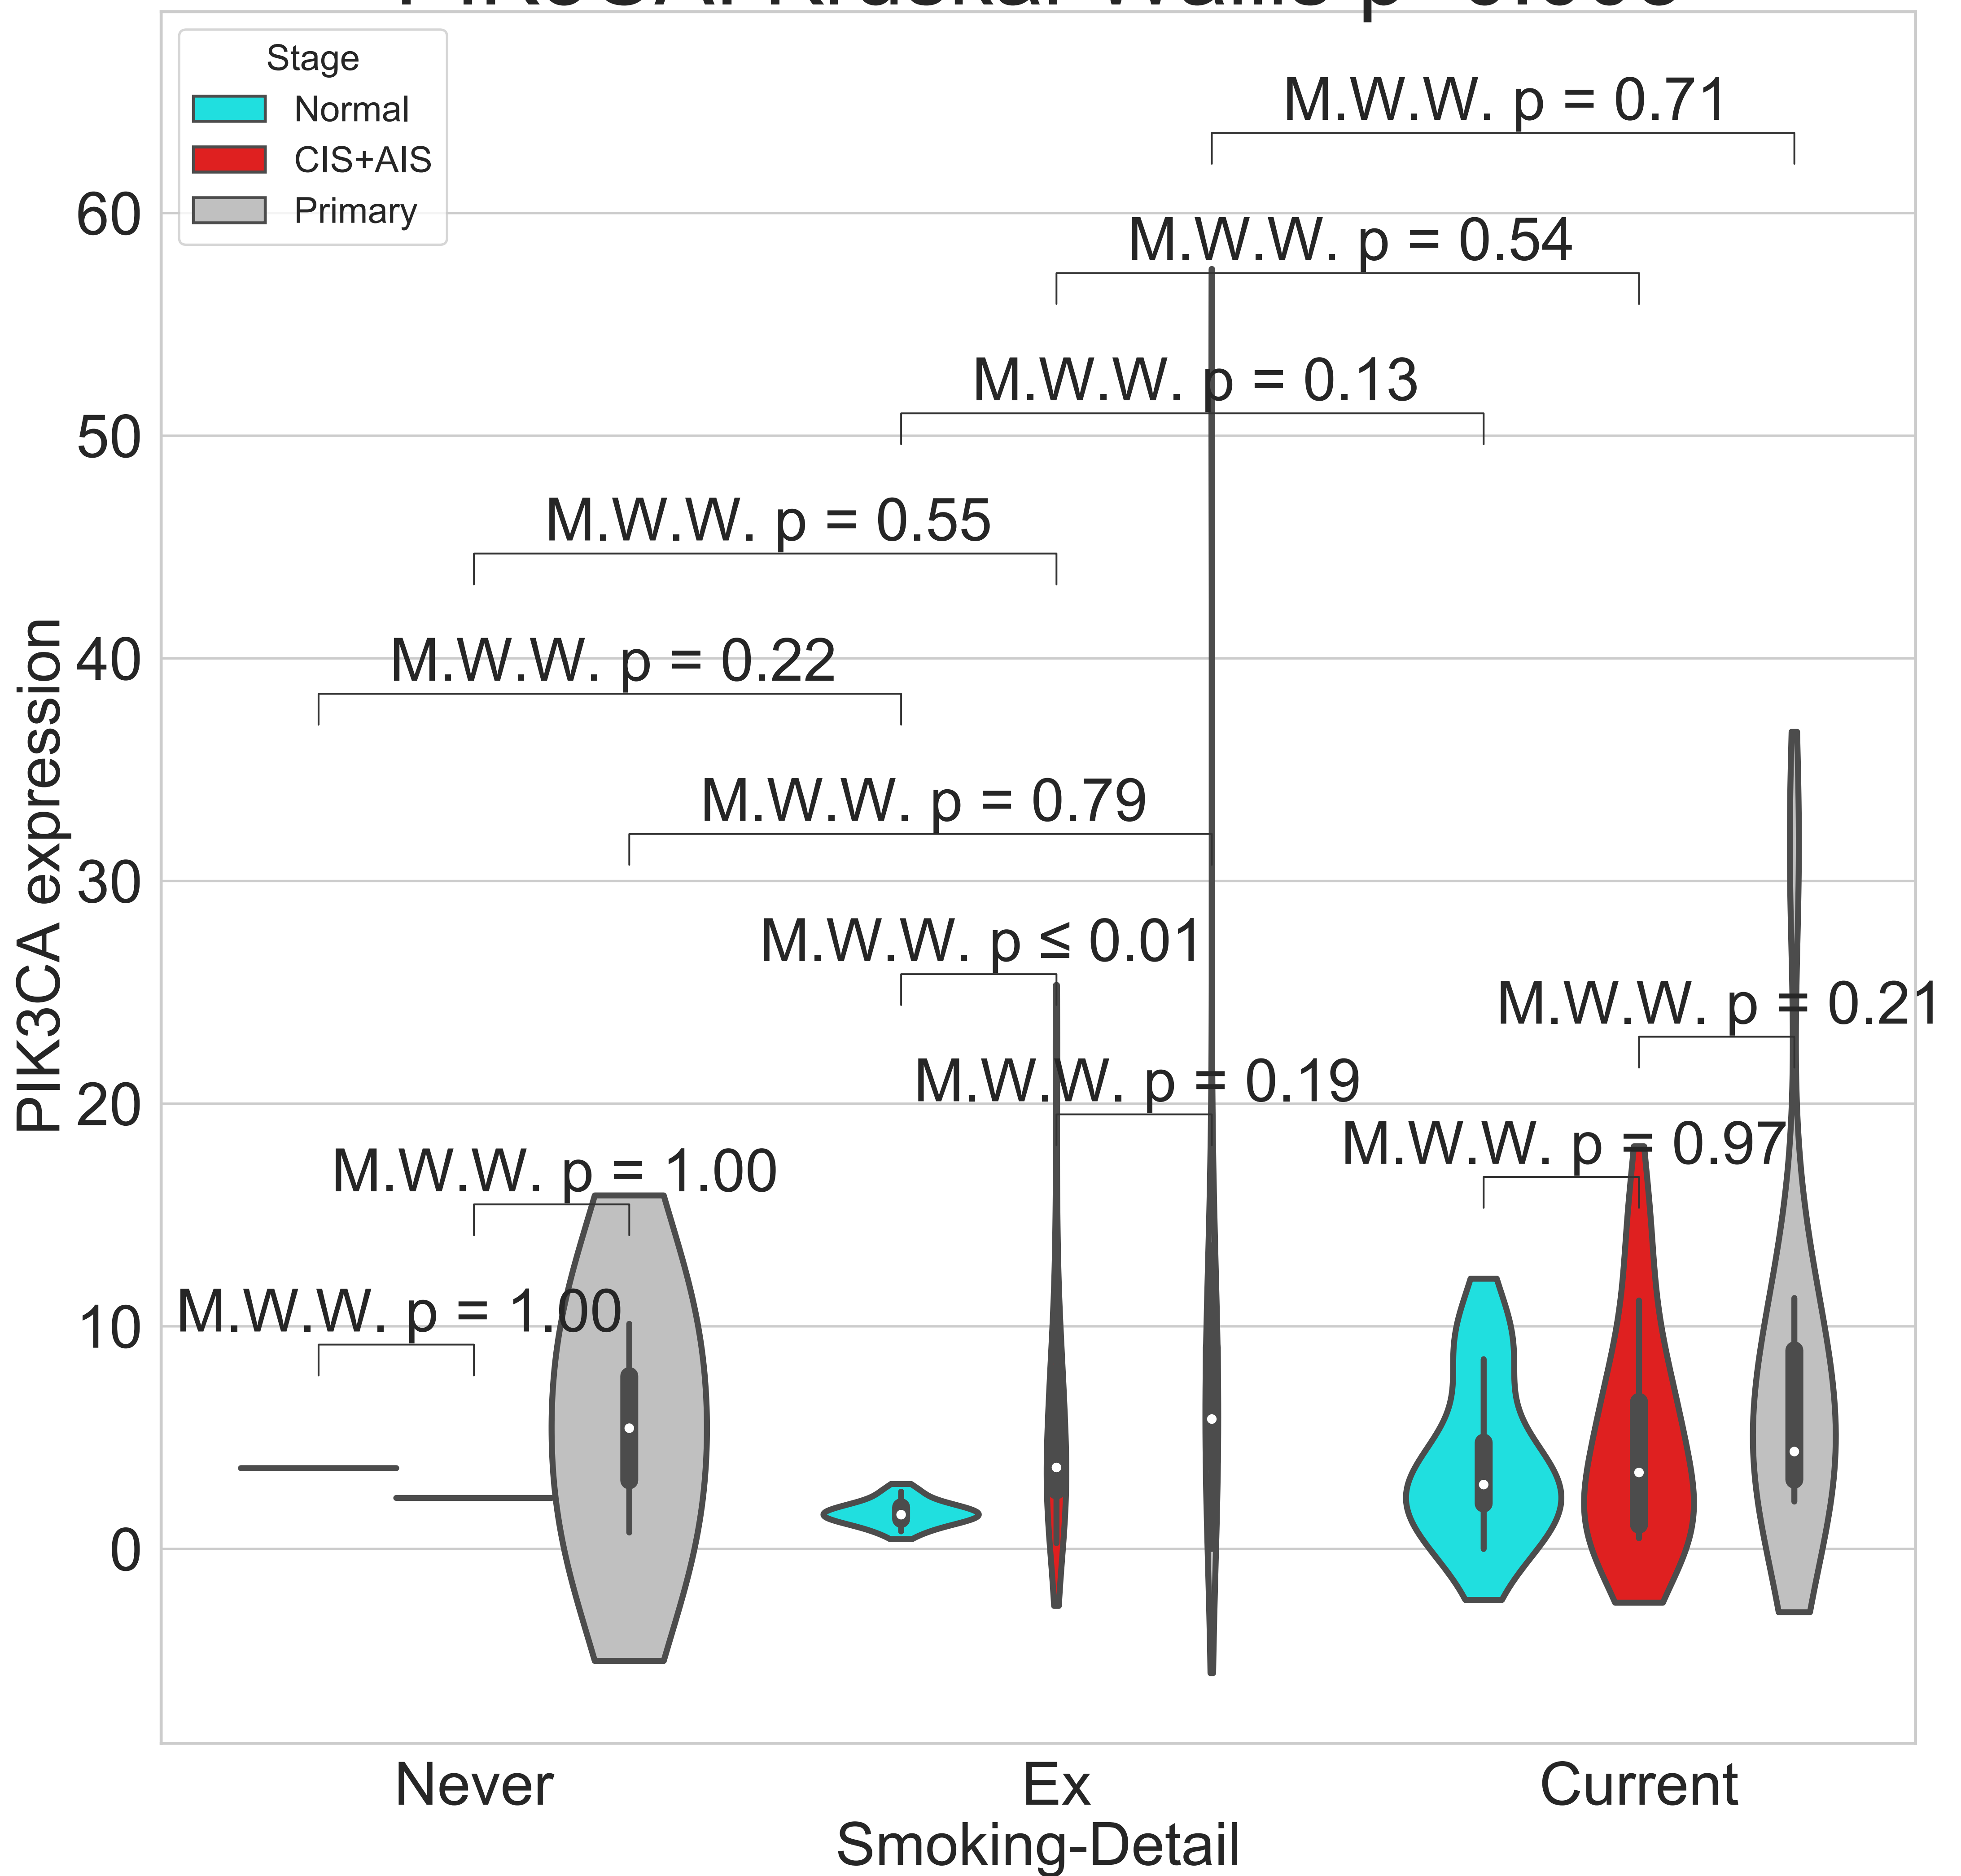 Stage
Normal
CIS+AIS
Primary
M.W.W. p = 0.71
M.W.W. p = 0.54
M.W.W. p = 0.13
M.W.W. p = 0.55
M.W.W. p = 0.22
M.W.W. p = 0.79
M.W.W. p ≤ 0.01
M.W.W. p = 0.21
M.W.W. p = 0.19
M.W.W. p = 0.97
M.W.W. p = 1.00
M.W.W. p = 1.00
60
50
40
30
20
10
0
PIK3CA expression
Never
Ex
Current
Smoking-Detail